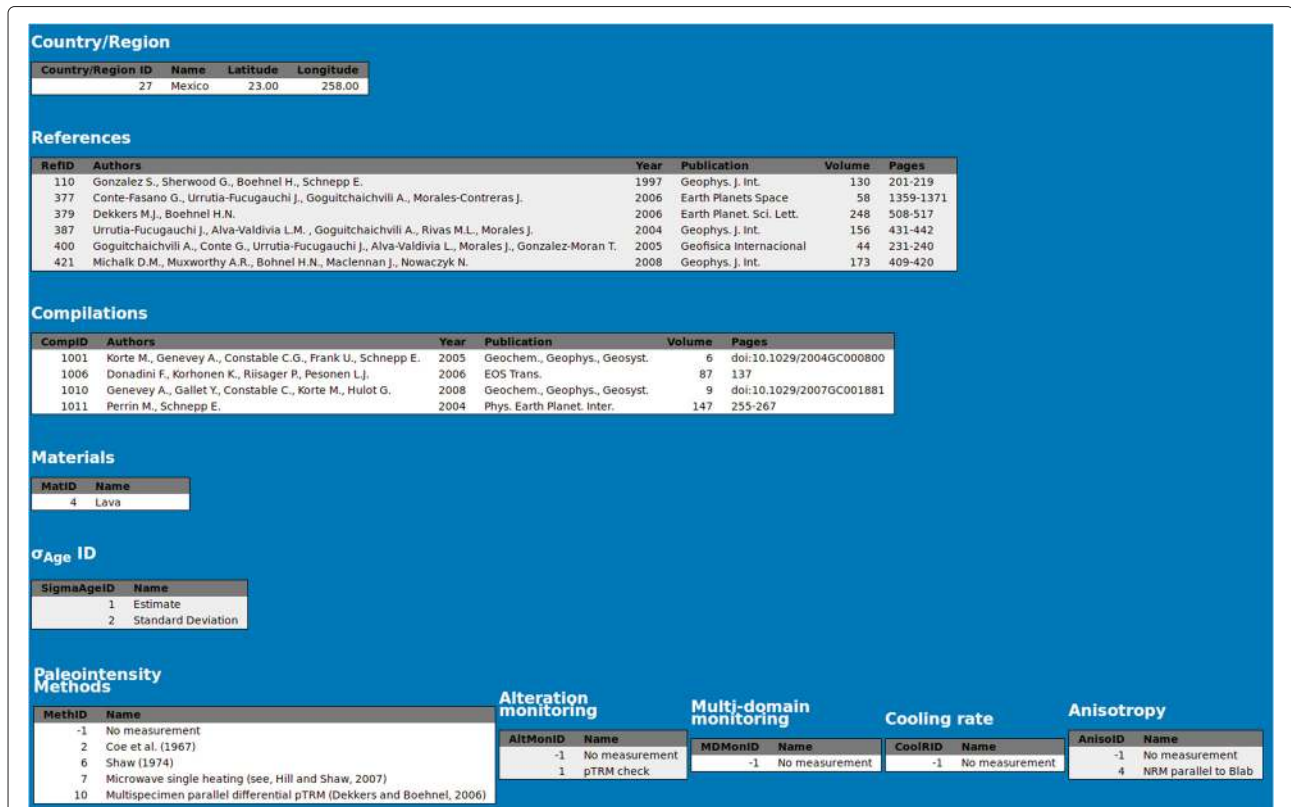 Country/Region
Country/Region ID Name Latitude Longitude
27 Mexico 23.00 258.00
References
RefID Authors Year Publication Volume Pages
110 Gonzalez S., Sherwood G., Boehnel H., Schnepp E. 1997 Geophys. J. Int. 130 201-219
377 Conte-Fasano G., Urrutia-Fucugauchi J., Goguitchaichvili A., Morales-Contreras J. 2006 Earth Planets Space 58 1359-1371
379 Dekkers M.J., Boehnel H.N. 2006 Earth Planet. Sci. Lett. 248 508-517
387 Urrutia-Fucugauchi J., Alva-Valdivia L.M. , Goguitchaichvili A., Rivas M.L., Morales J. 2004 Geophys. J. Int. 156 431-442
400 Goguitchaichvili A., Conte G., Urrutia-Fucugauchi J., Alva-Valdivia L., Morales J., Gonzalez-Moran T. 2005 Geofisica Internacional 44 231-240
421 Michalk D.M., Muxworthy A.R., Bohnel H.N., Maclennan J., Nowaczyk N. 2008 Geophys. J. Int. 173 409-420
Compilations
CompID Authors Year Publication Volume Pages
1001 Korte M., Genevey A., Constable C.G., Frank U., Schnepp E. 2005 Geochem., Geophys., Geosyst. 6 doi:10.1029/2004GC000800
1006 Donadini F., Korhonen K., Riisager P., Pesonen L.J. 2006 EOS Trans. 87 137
1010 Genevey A., Gallet Y., Constable C., Korte M., Hulot G. 2008 Geochem., Geophys., Geosyst. 9 doi:10.1029/2007GC001881
1011 Perrin M., Schnepp E. 2004 Phys. Earth Planet. Inter. 147 255-267
Materials
MatID Name
4 Lava
σAge ID
SigmaAgeID Name
1 Estimate
2 Standard Deviation
Paleointensity
Methods
MethID Name
-1 No measurement
2 Coe et al. (1967)
6 Shaw (1974)
7 Microwave single heating (see, Hill and Shaw, 2007)
10 Multispecimen parallel differential pTRM (Dekkers and Boehnel, 2006)
Alteration
monitoring
AltMonID Name
-1 No measurement
1 pTRM check
Multi-domain
monitoring
MDMonID Name
-1 No measurement
Cooling rate
CoolRID Name
-1 No measurement
Anisotropy
AnisoID Name
-1 No measurement
4 NRM parallel to Blab